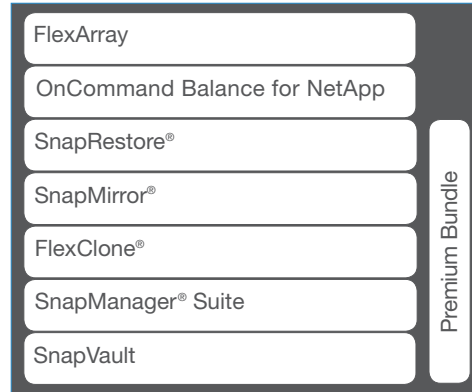 FlexArray
OnCommand Balance for NetApp
SnapRestore®
SnapMirror®
FlexClone®
SnapManager® Suite
SnapVault
Premium Bundle